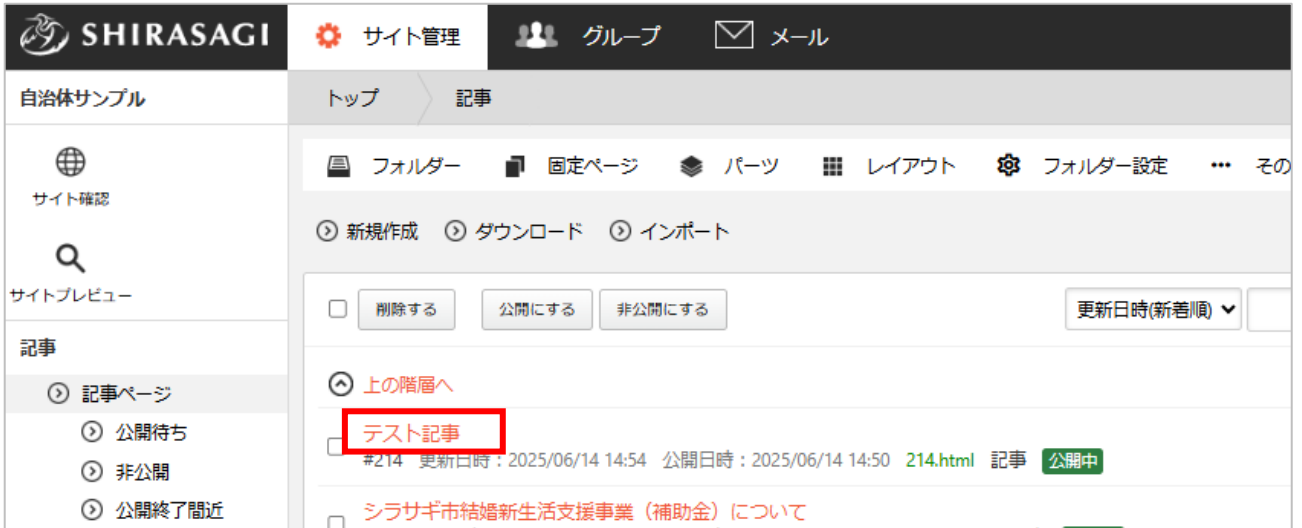 SHIRASAGI サイト管理 グループ メール
自治体サンプル トップ 記事
サイト確認
フォルダー 固定ページ パーツ レイアウト フォルダー設定 ••• その
新規作成 ダウンロード インポート
サイトプレビュー
削除する 公開にする 非公開にする 更新日時(新着順)
記事
記事ページ
公開待ち
非公開
公開終了間近
上の階層へ
テスト記事
#214 更新日時：2025/06/14 14:54 公開日時：2025/06/14 14:50 214.html 記事 公開中
シラサギ市結婚新生活支援事業（補助金）について